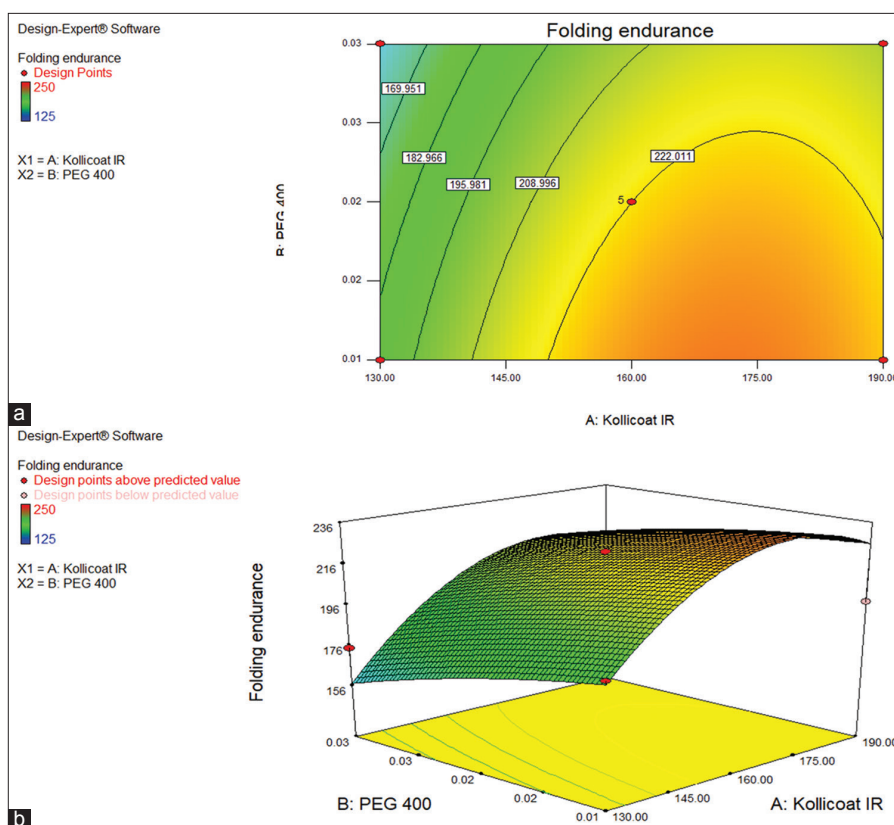 Design-Expert® Software
Folding endurance
Design Points
250
125
X1 = A: Kollicoat IR
X2 = B: PEG 400
Folding endurance
B: PEG 400
0.03
0.03
0.02
0.02
0.01
169.951
182.966
195.981
208.996
222.011
5
130.00
145.00
160.00
175.00
190.00
A: Kollicoat IR
a
Design-Expert® Software
Folding endurance
Design points above predicted value
Design points below predicted value
250
125
X1 = A: Kollicoat IR
X2 = B: PEG 400
Folding endurance
236
216
196
176
156
0.03
0.03
0.02
0.02
0.01
B: PEG 400
130.00
145.00
160.00
175.00
190.00
A: Kollicoat IR
b